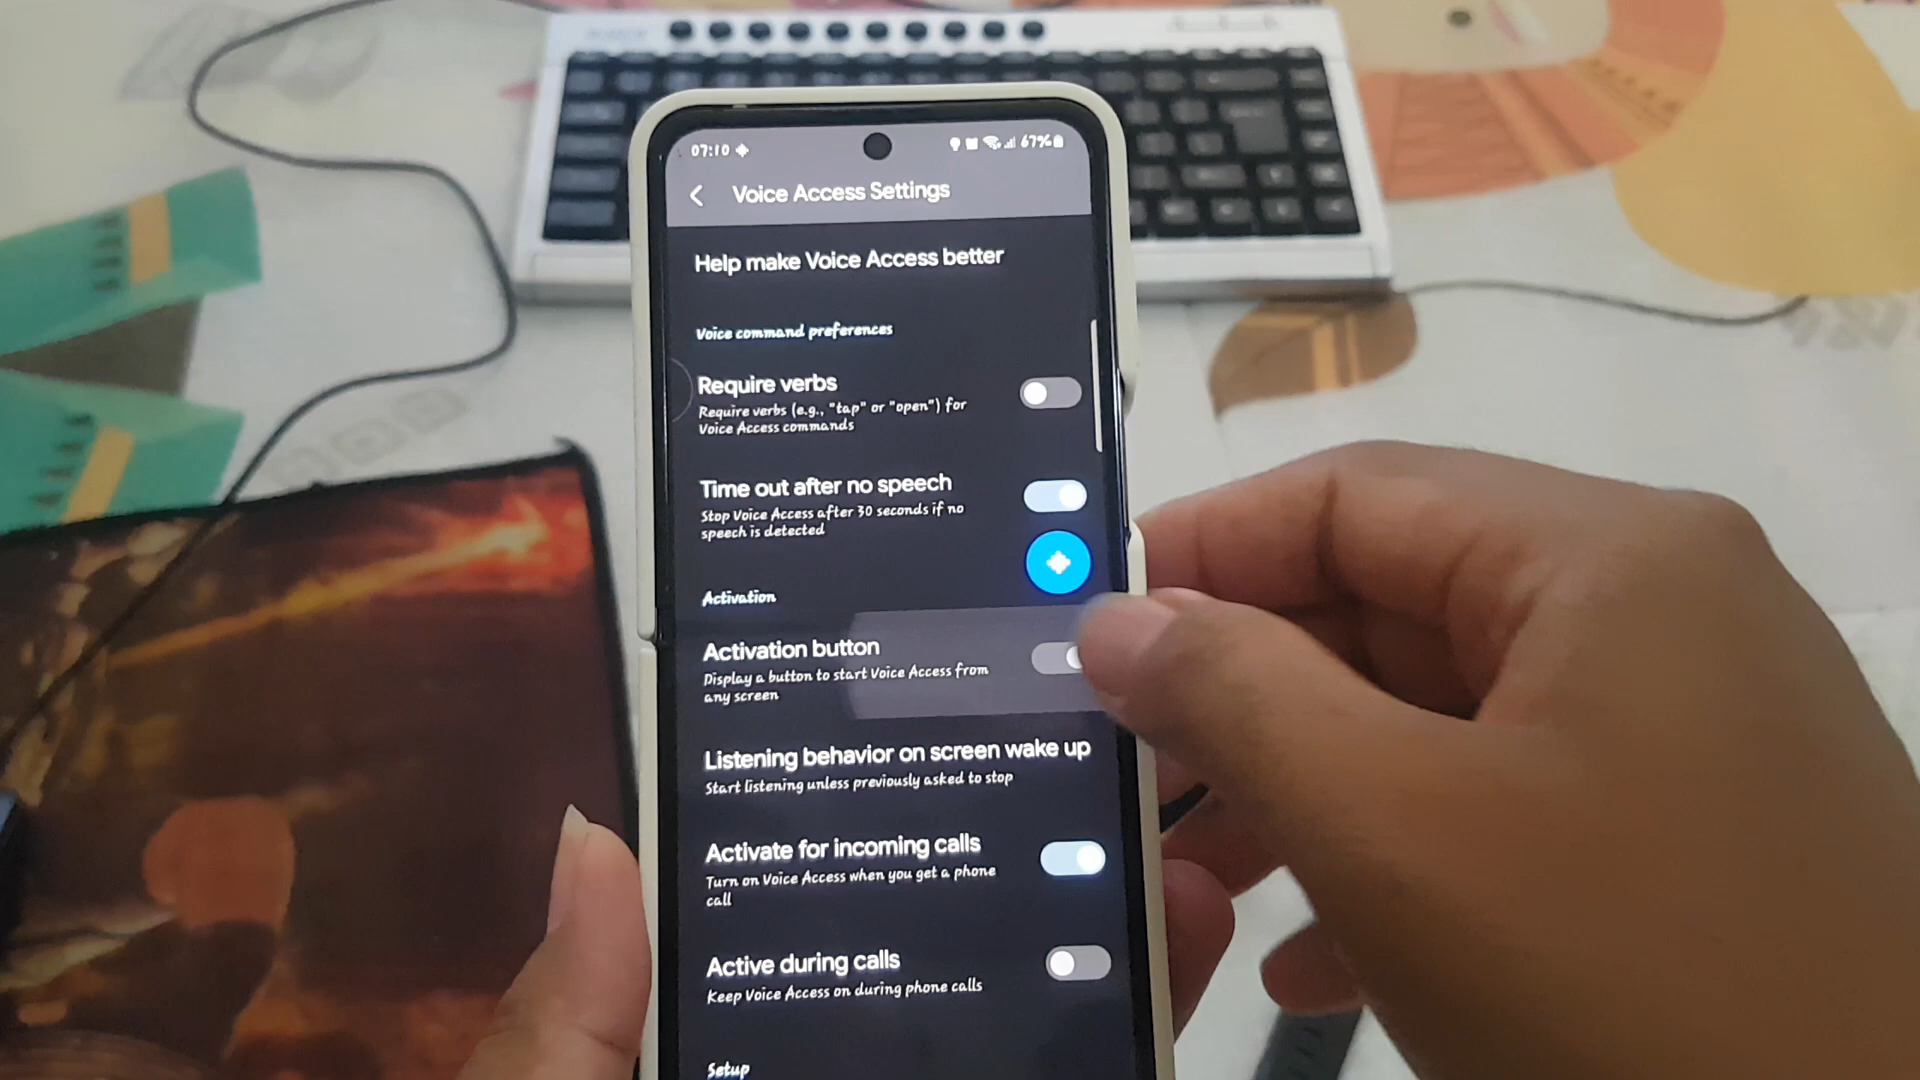 07:10
67%
Voice Access Settings
Help make Voice Access better
Voice command preferences
Require verbs
Require verbs (e.g., "tap" or "open") for
Voice Access commands
Time out after no speech
Stop Voice Access after 30 seconds if no
speech is detected
Activation
Activation button
Display a button to start Voice Access from
any screen
Listening behavior on screen wake up
Start listening unless previously asked to stop
Activate for incoming calls
Turn on Voice Access when you get a phone
call
Active during calls
Keep Voice Access on during phone calls
Setup